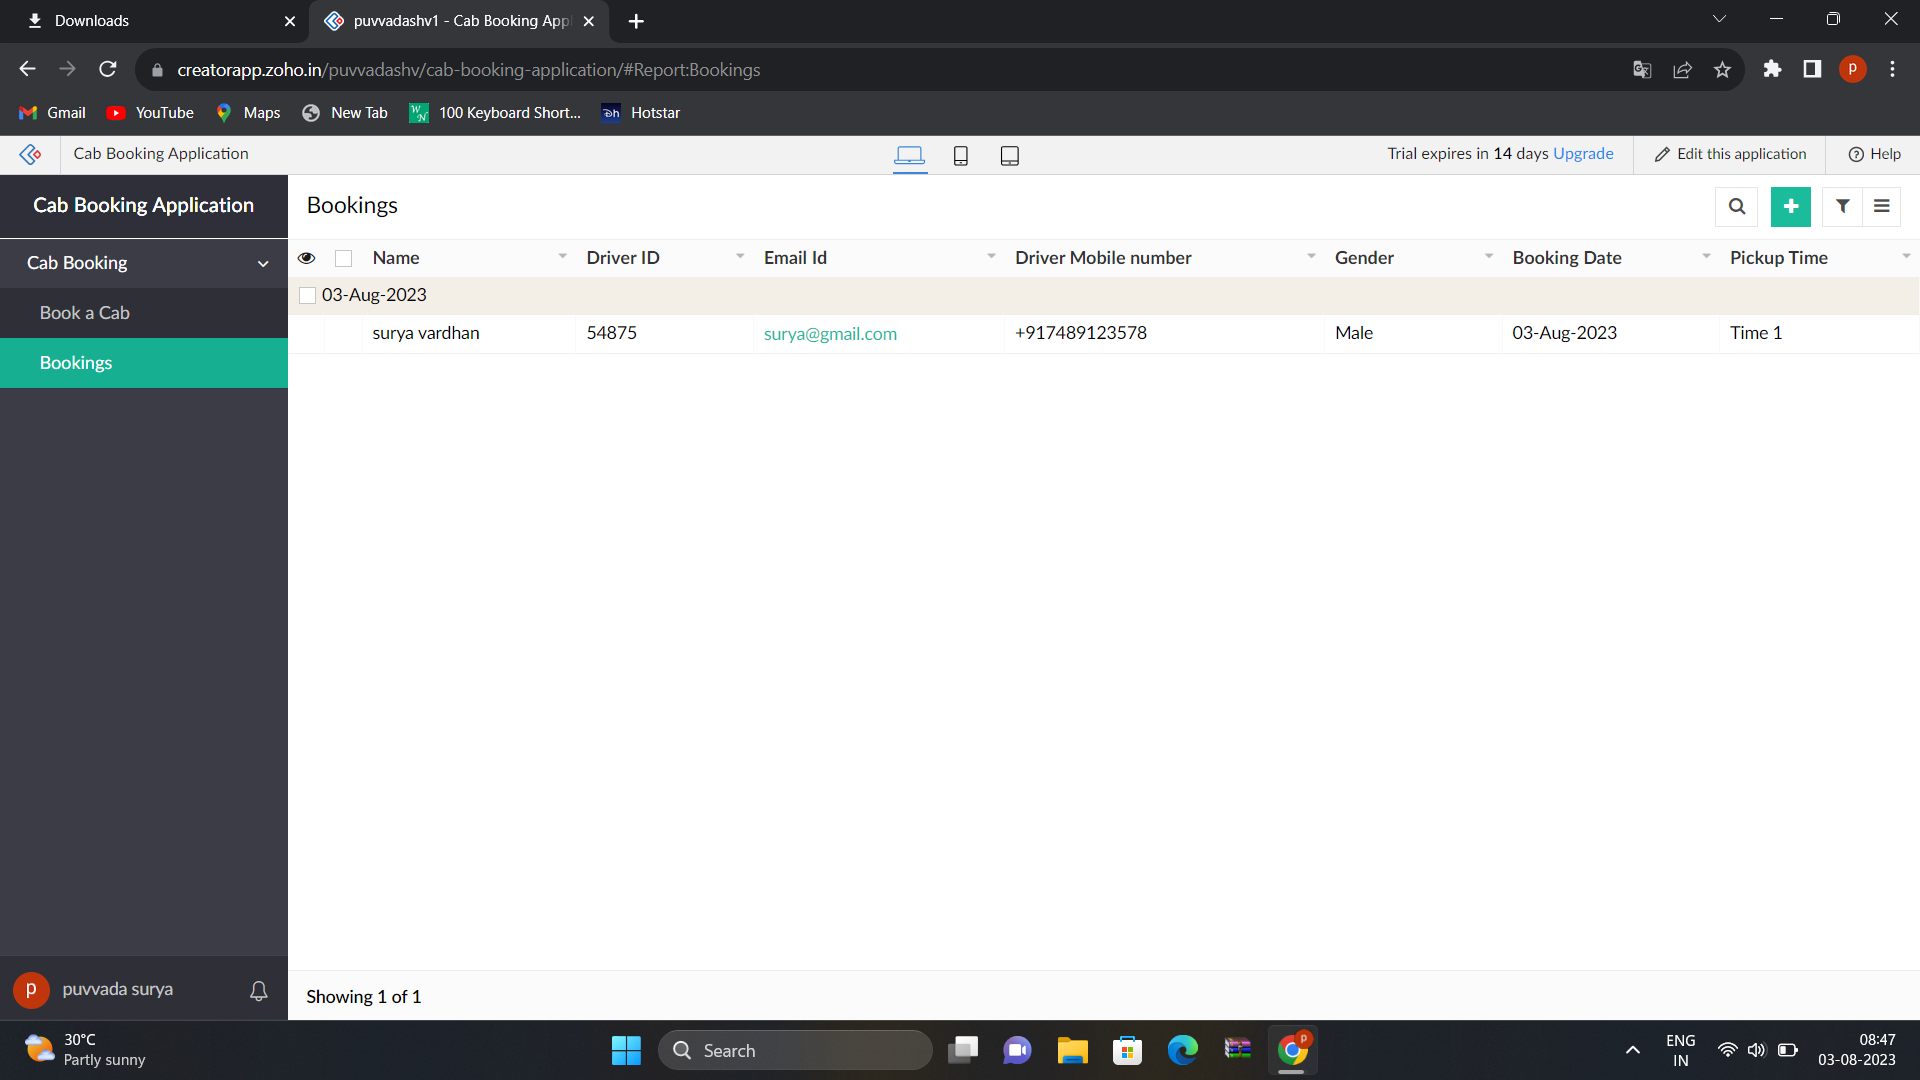 Downloads
puvvadashv1 - Cab Booking Appl
creatorapp.zoho.in/puvvadashv/cab-booking-application/#Report:Bookings
P
Gmail YouTube Maps New Tab 100 Keyboard Short... Hotstar
Cab Booking Application
Trial expires in 14 days Upgrade Edit this application Help
Cab Booking Application
Cab Booking
Book a Cab
Bookings
Bookings
Name Driver ID Email Id Driver Mobile number Gender Booking Date Pickup Time
03-Aug-2023
surya vardhan 54875 surya@gmail.com +917489123578 Male 03-Aug-2023 Time 1
Showing 1 of 1
P puvvada surya
30°C
Partly sunny
Search
ENG
IN
08:47
03-08-2023